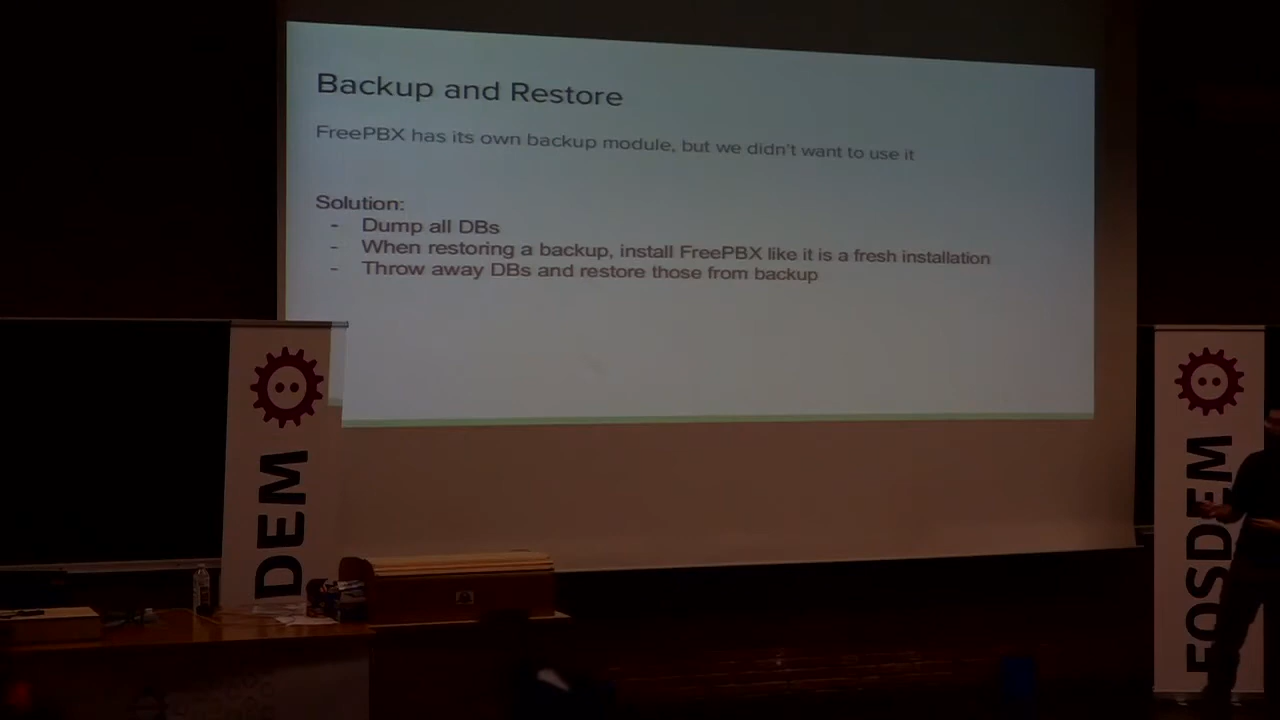 Backup and Restore
FreePBX has its own backup module, but we didn't want to use it
Solution:
- Dump all DBs
- When restoring a backup, install FreePBX like it is a fresh installation
- Throw away DBs and restore those from backup
DEM
FOSDEM